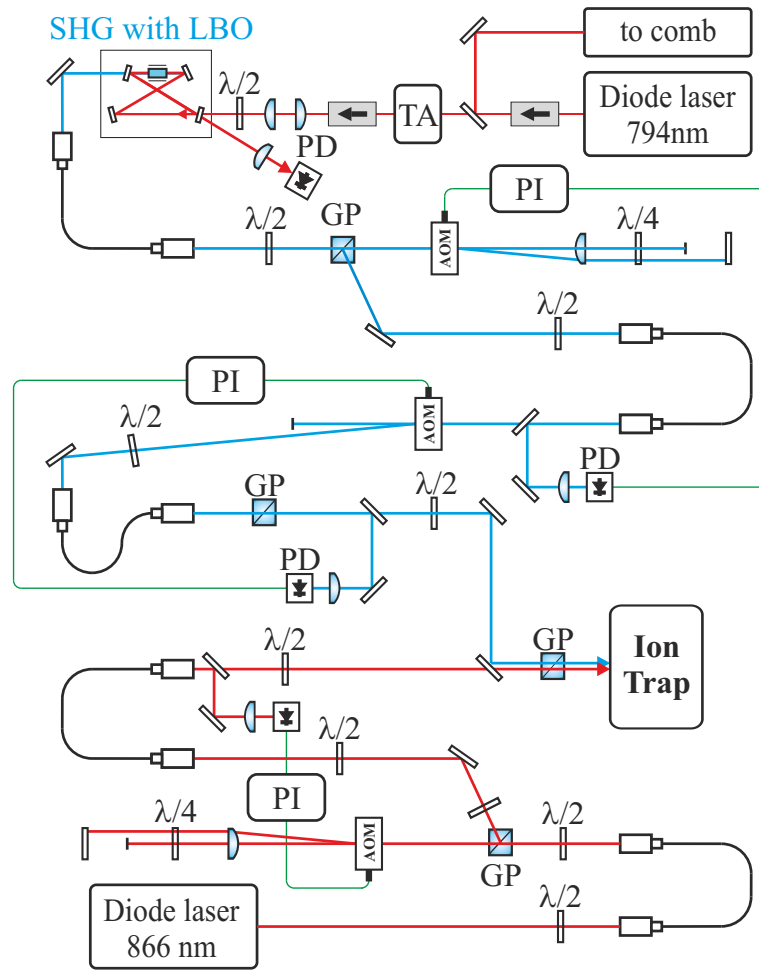 SHG with LBO
to comb
λ/2
TA
Diode laser
794nm
PD
PI
λ/2
GP
AOM
λ/4
λ/2
PI
λ/2
AOM
PD
GP
λ/2
PD
GP
Ion
Trap
λ/2
λ/2
PI
λ/4
AOM
λ/2
GP
Diode laser
866 nm
λ/2